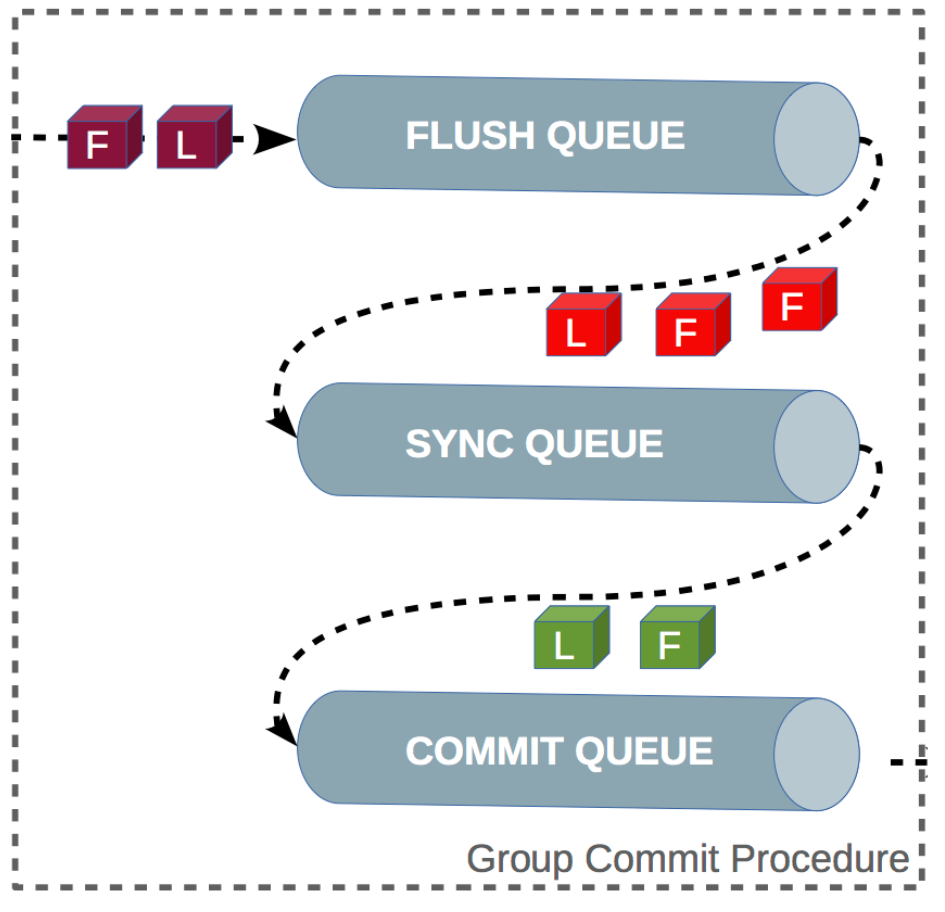 F L
FLUSH QUEUE
L F F
SYNC QUEUE
L F
COMMIT QUEUE
Group Commit Procedure